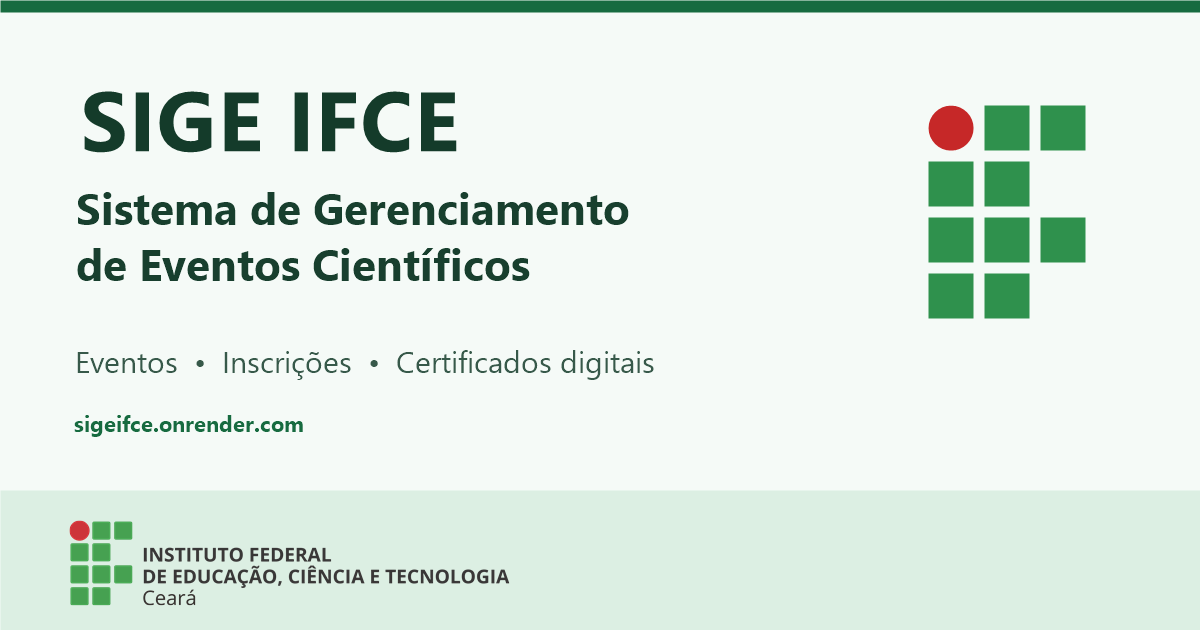 SIGE IFCE
Sistema de Gerenciamento
de Eventos Científicos
Eventos • Inscrições • Certificados digitais
sigeifce.onrender.com
INSTITUTO FEDERAL
DE EDUCAÇÃO, CIÊNCIA E TECNOLOGIA
Ceará